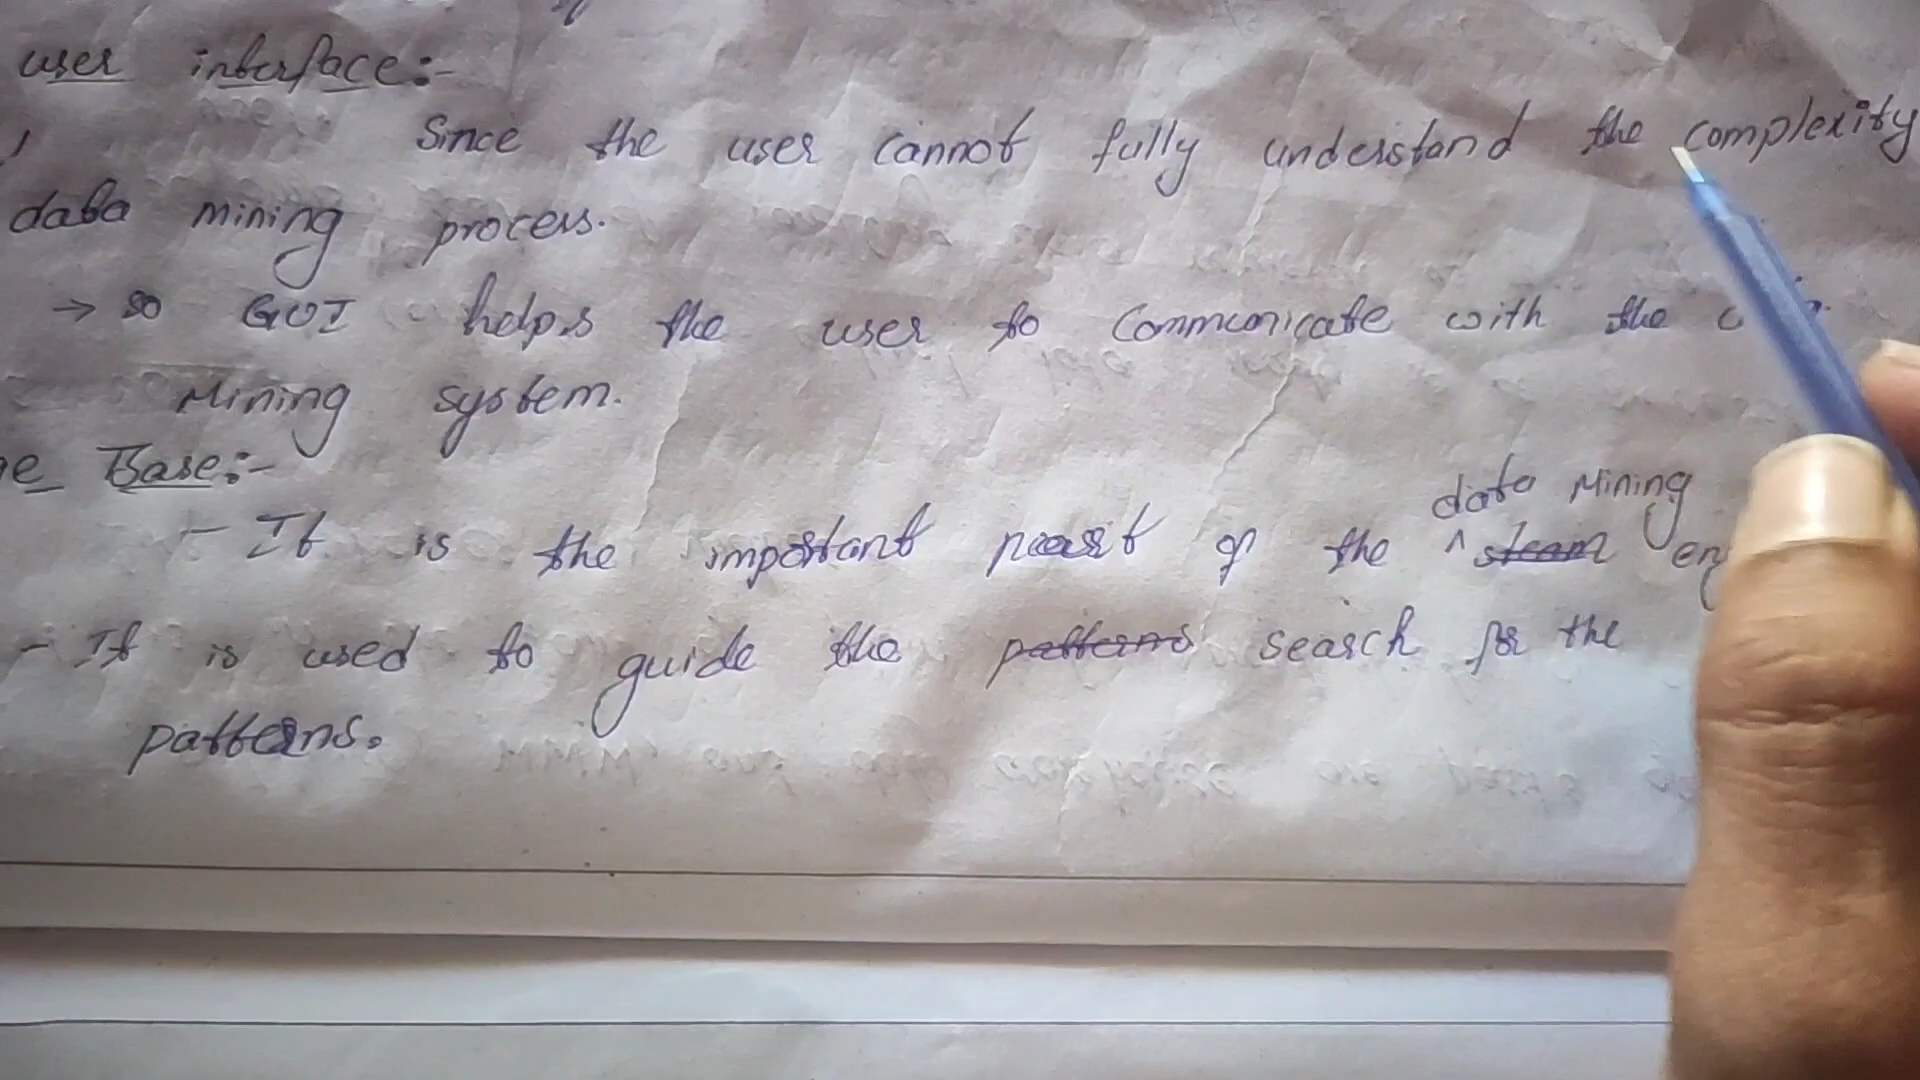 user interface:-
Since the user cannot fully understand the complexity
data mining process.
→ so GUI helps the user to communicate with the
Mining system.
Base:-
data Mining
- It is the important part of the ^ steam
- It is used to guide the patterns search for the
patterns.